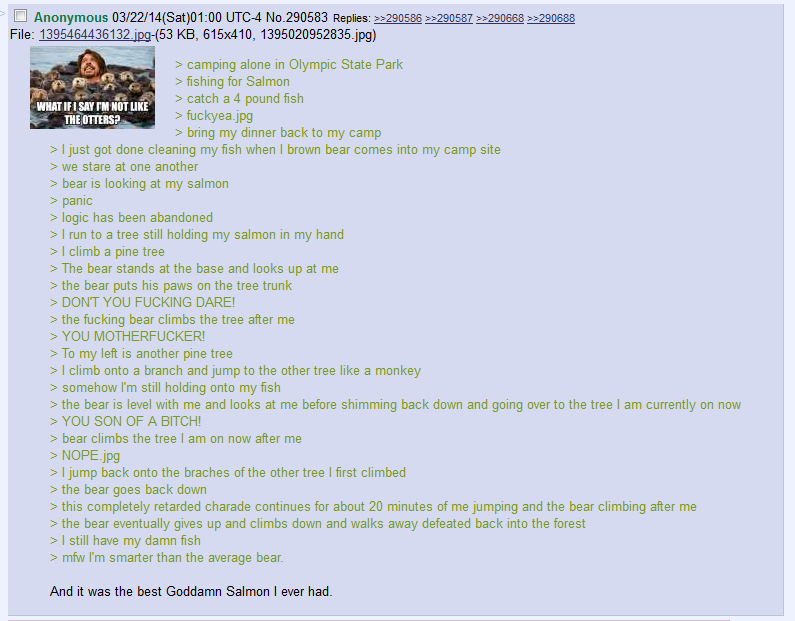 Anonymous 03/22/14(Sat)01:00 UTC-4 No.290583 Replies: >>290586 >>290587 >>290668 >>290688
File: 1395464436132.jpg-(53 KB, 615x410, 1395020952835.jpg)
WHAT IF I SAY I'M NOT LIKE
THE OTTERS?
> camping alone in Olympic State Park
> fishing for Salmon
> catch a 4 pound fish
> fuckyea.jpg
> bring my dinner back to my camp
> I just got done cleaning my fish when I brown bear comes into my camp site
> we stare at one another
> bear is looking at my salmon
> panic
> logic has been abandoned
> I run to a tree still holding my salmon in my hand
> I climb a pine tree
> The bear stands at the base and looks up at me
> the bear puts his paws on the tree trunk
> DON'T YOU FUCKING DARE!
> the fucking bear climbs the tree after me
> YOU MOTHERFUCKER!
> To my left is another pine tree
> I climb onto a branch and jump to the other tree like a monkey
> somehow I'm still holding onto my fish
> the bear is level with me and looks at me before shimming back down and going over to the tree I am currently on now
> YOU SON OF A BITCH!
> bear climbs the tree I am on now after me
> NOPE.jpg
> I jump back onto the braches of the other tree I first climbed
> the bear goes back down
> this completely retarded charade continues for about 20 minutes of me jumping and the bear climbing after me
> the bear eventually gives up and climbs down and walks away defeated back into the forest
> I still have my damn fish
> mfw I'm smarter than the average bear.
And it was the best Goddamn Salmon I ever had.